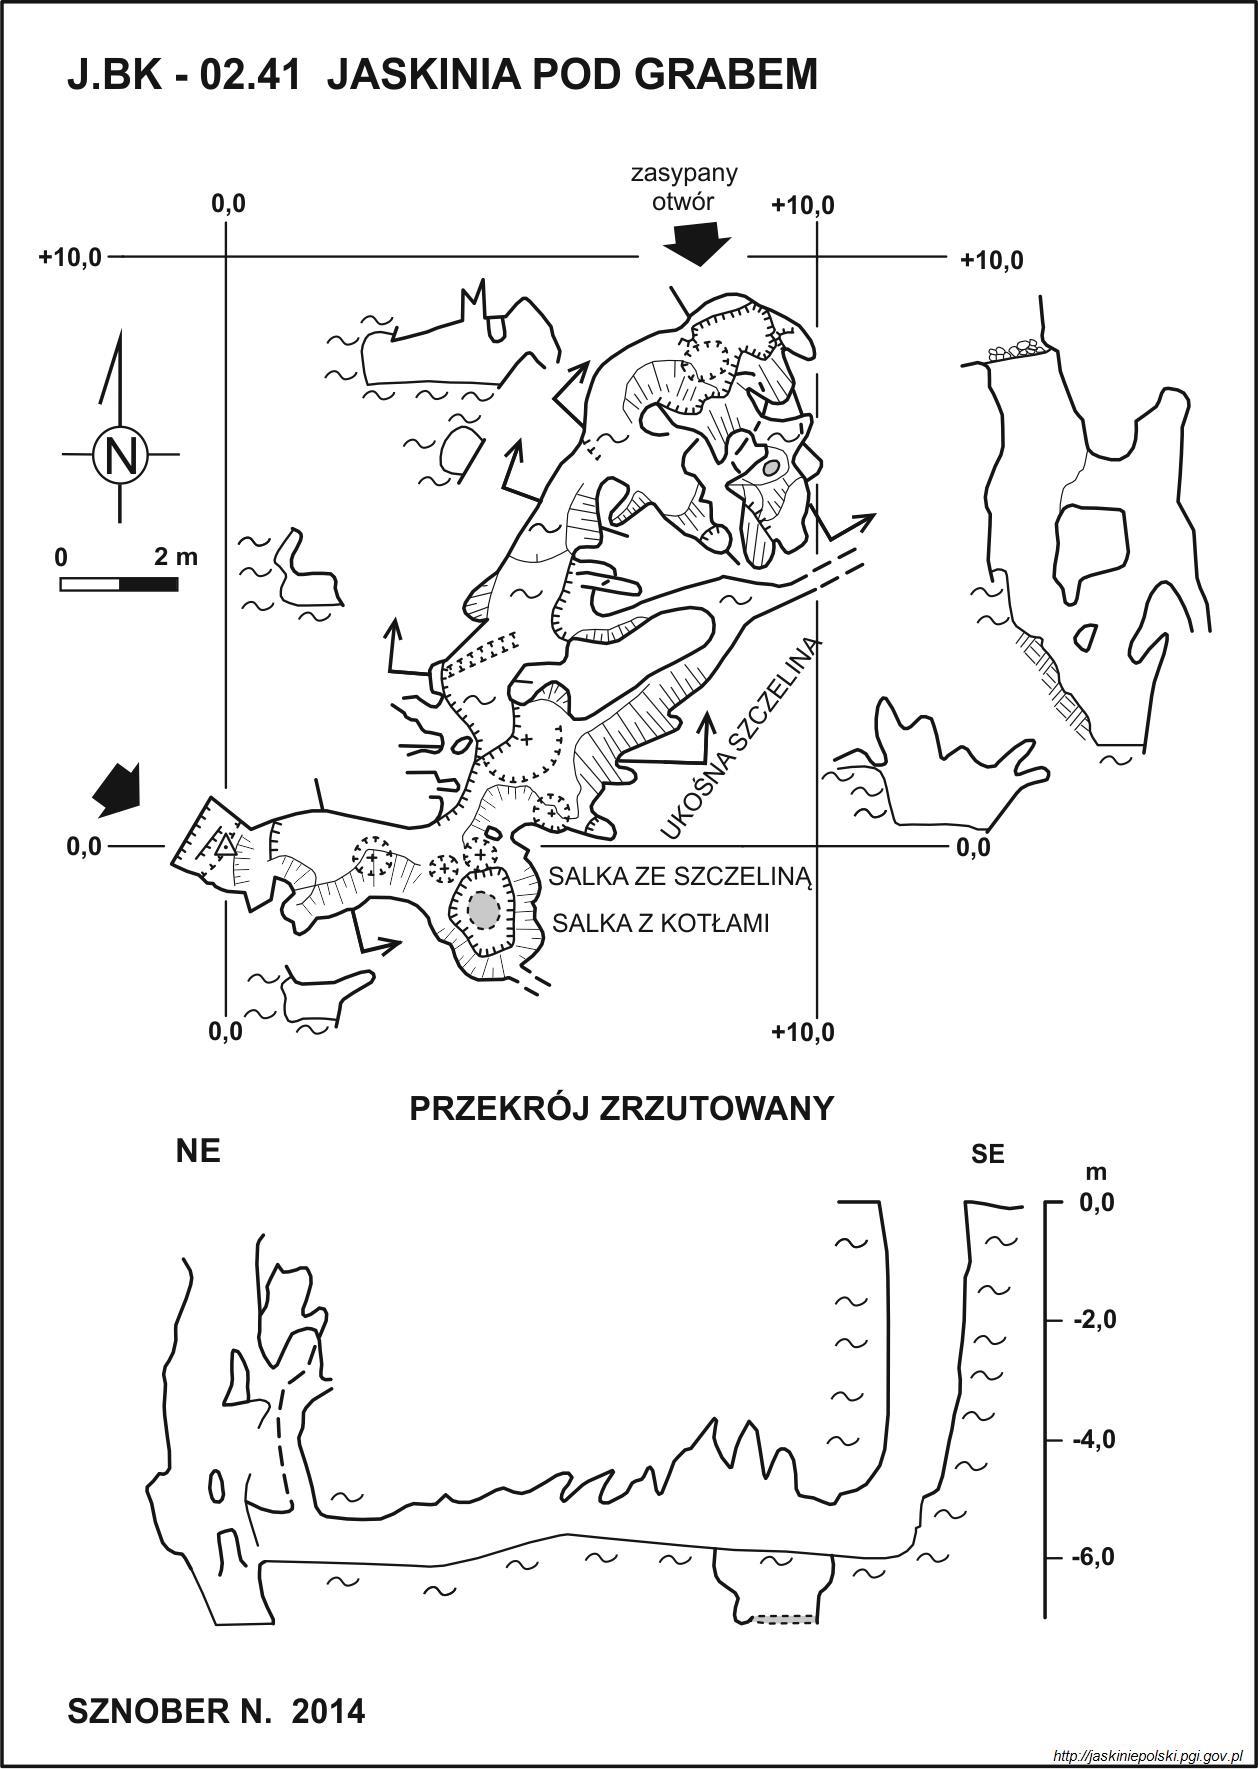 J.BK - 02.41 JASKINIA POD GRABEM
zasypany
otwór
0,0
+10,0
+10,0
+10,0
N
0 2 m
UKOŚNA SZCZELINA
0,0
0,0
SALKA ZE SZCZELINĄ
SALKA Z KOTŁAMI
0,0
+10,0
PRZEKRÓJ ZRZUTOWANY
NE
SE
m
0,0
-2,0
-4,0
-6,0
SZNOBER N. 2014
http://jaskiniepolski.pgi.gov.pl